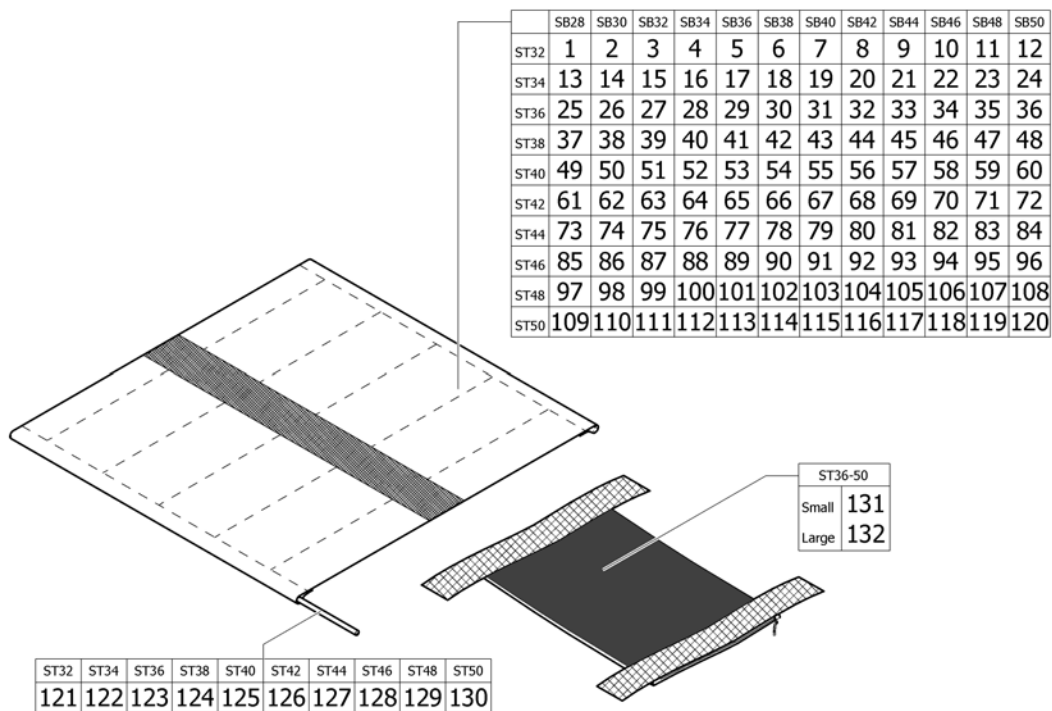 SB28 SB30 SB32 SB34 SB36 SB38 SB40 SB42 SB44 SB46 SB48 SB50
ST32 1 2 3 4 5 6 7 8 9 10 11 12
ST34 13 14 15 16 17 18 19 20 21 22 23 24
ST36 25 26 27 28 29 30 31 32 33 34 35 36
ST38 37 38 39 40 41 42 43 44 45 46 47 48
ST40 49 50 51 52 53 54 55 56 57 58 59 60
ST42 61 62 63 64 65 66 67 68 69 70 71 72
ST44 73 74 75 76 77 78 79 80 81 82 83 84
ST46 85 86 87 88 89 90 91 92 93 94 95 96
ST48 97 98 99 100 101 102 103 104 105 106 107 108
ST50 109 110 111 112 113 114 115 116 117 118 119 120
ST36-50
Small 131
Large 132
ST32 ST34 ST36 ST38 ST40 ST42 ST44 ST46 ST48 ST50
121 122 123 124 125 126 127 128 129 130